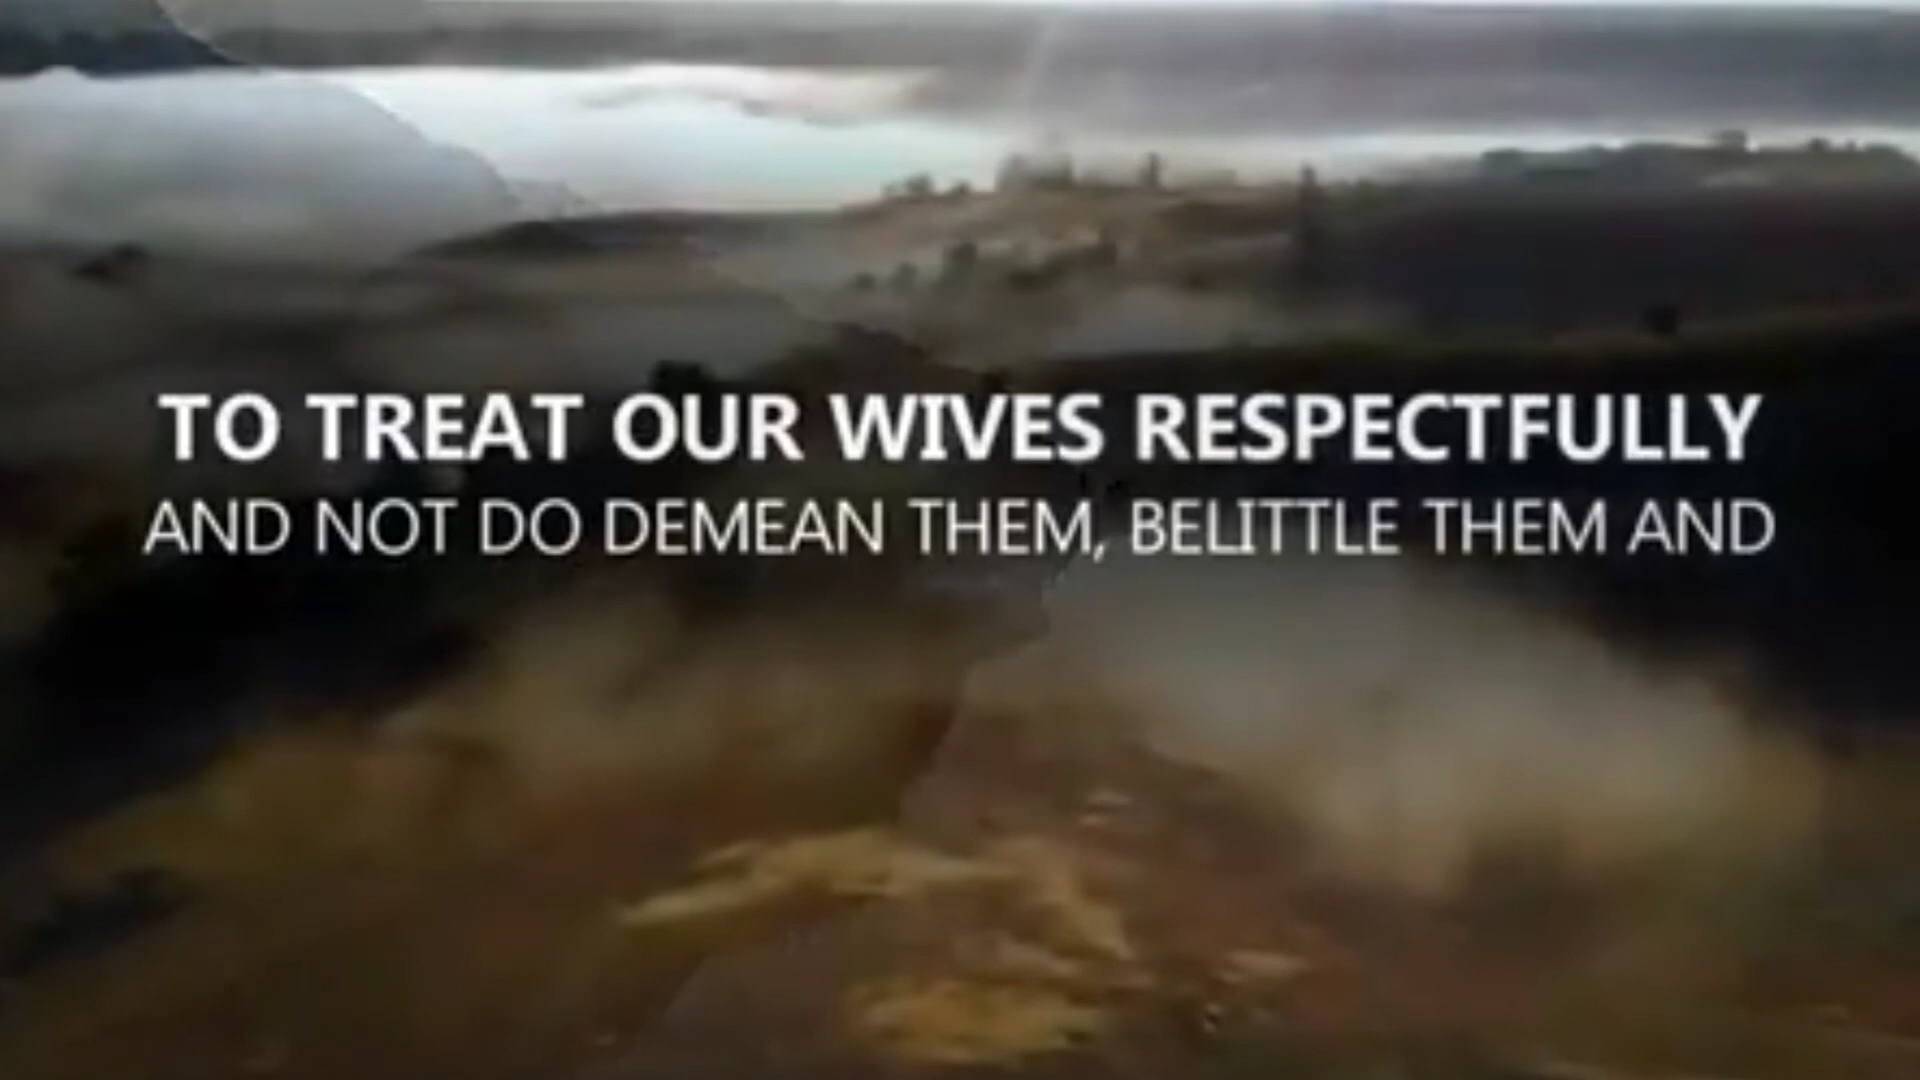 TO TREAT OUR WIVES RESPECTFULLY
AND NOT DO DEMEAN THEM, BELITTLE THEM AND